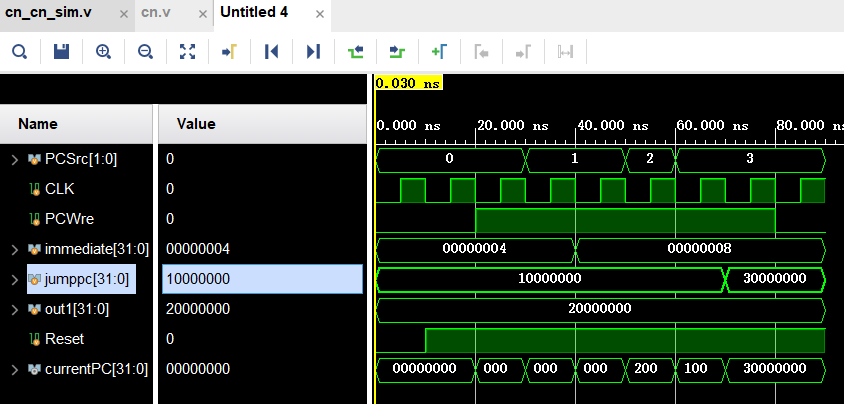 cn_cn_sim.v × cn.v × Untitled 4 ×
0.030 ns
Name Value
0.000 ns 20.000 ns 40.000 ns 60.000 ns 80.000 ns
PCSrc[1:0] 0 0 1 2 3
CLK 0
PCWre 0
immediate[31:0] 00000004 00000004 00000008
jumppc[31:0] 10000000 10000000 30000000
out1[31:0] 20000000 20000000
Reset 0
currentPC[31:0] 00000000 00000000 000 000 000 200 100 30000000